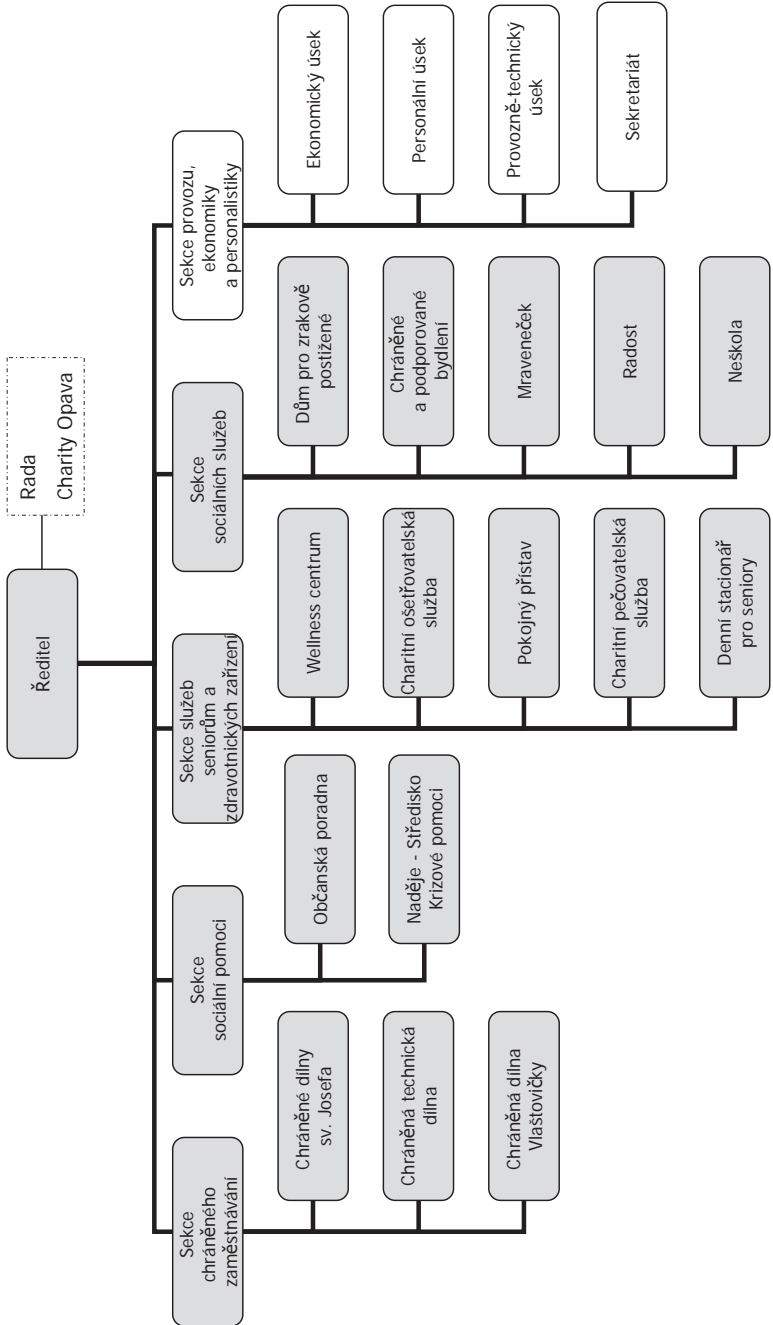 Ředitel
Rada
Charity Opava
Sekce
chráněného
zaměstnávání
Chráněné dílny
sv. Josefa
Chráněná technická
dílna
Chráněná dílna
Vlaštovičky
Sekce
sociální pomoci
Občanská poradna
Naděje - Středisko
Krizové pomoci
Sekce služeb
seniorům a
zdravotnických zařízení
Wellness centrum
Charitní ošetřovatelská
služba
Pokojný přístav
Charitní pečovatelská
služba
Denní stacionář
pro seniory
Sekce
sociálních služeb
Dům pro zrakově
postižené
Chráněné
a podporované
bydlení
Mraveneček
Radost
Neškola
Sekce provozu,
ekonomiky
a personalistiky
Ekonomický úsek
Personální úsek
Provozně-technický
úsek
Sekretariát